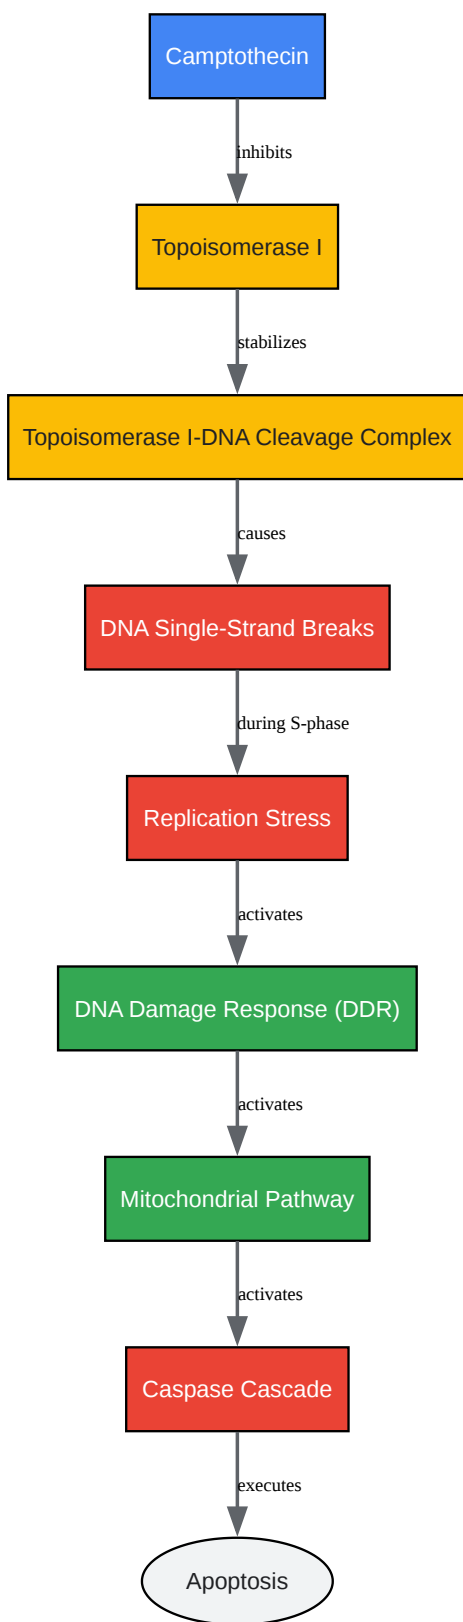 Camptothecin
inhibits
Topoisomerase I
stabilizes
Topoisomerase I-DNA Cleavage Complex
causes
DNA Single-Strand Breaks
during S-phase
Replication Stress
activates
DNA Damage Response (DDR)
activates
Mitochondrial Pathway
activates
Caspase Cascade
executes
Apoptosis